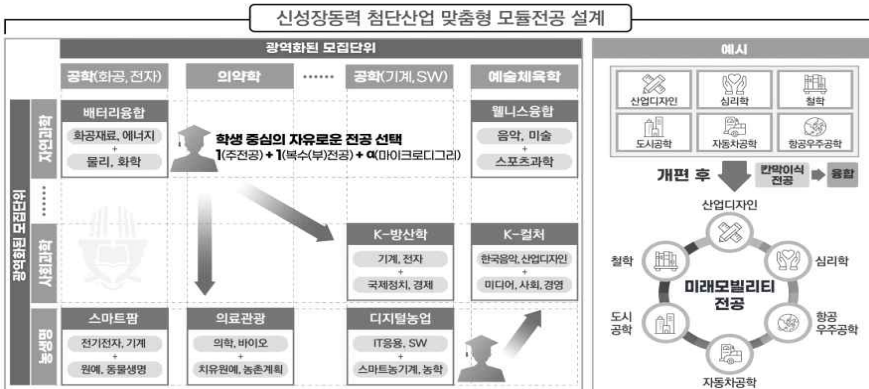 신성장동력 첨단산업 맞춤형 모듈전공 설계
광역화된 모집단위
공학(화공,전자)
의약학
······
공학(기계,SW)
예술체육학
광역화된 모집단위
자연과학
배터리융합
화공재료, 에너지
+
물리, 화학
학생 중심의 자유로운 전공 선택
1(주전공) + 1(복수(부)전공) + α(마이크로디그리)
웰니스융합
음악, 미술
+
스포츠과학
······
사회과학
K-방산학
기계, 전자
+
국제정치, 경제
K-컬처
한국음악, 산업디자인
+
미디어, 사회, 경영
농생명
스마트팜
전기전자, 기계
+
원예, 동물생명
의료관광
의학, 바이오
+
치유원예, 농촌계획
디지털농업
IT응용, SW
+
스마트농기계, 농학
예시
산업디자인
심리학
철학
도시공학
자동차공학
항공우주공학
개편 후
칸막이식
전공
융합
산업디자인
철학
심리학
미래모빌리티
전공
도시
공학
항공
우주공학
자동차공학